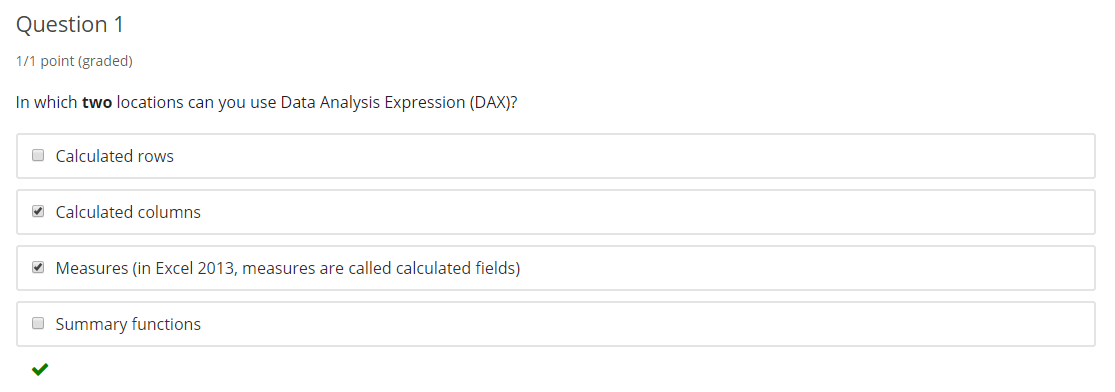 Question 1
1/1 point (graded)
In which two locations can you use Data Analysis Expression (DAX)?
Calculated rows
Calculated columns
Measures (in Excel 2013, measures are called calculated fields)
Summary functions